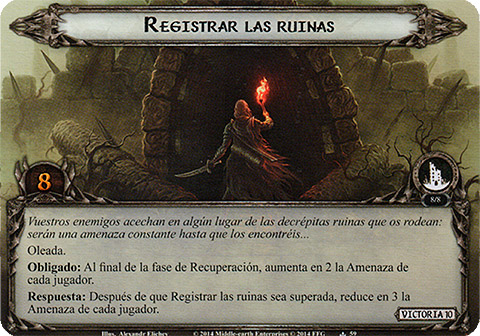 Registrar las ruinas
8
8/8
Vuestros enemigos acechan en algún lugar de las decrépitas ruinas que os rodean:
serán una amenaza constante hasta que los encontréis...
Oleada.
Obligado: Al final de la fase de Recuperación, aumenta en 2 la Amenaza de
cada jugador.
Respuesta: Después de que Registrar las ruinas sea superada, reduce en 3 la
Amenaza de cada jugador.
Victoria 10
Illus. Alexandr Elichev © 2014 Middle-earth Enterprises © 2014 FFG 59